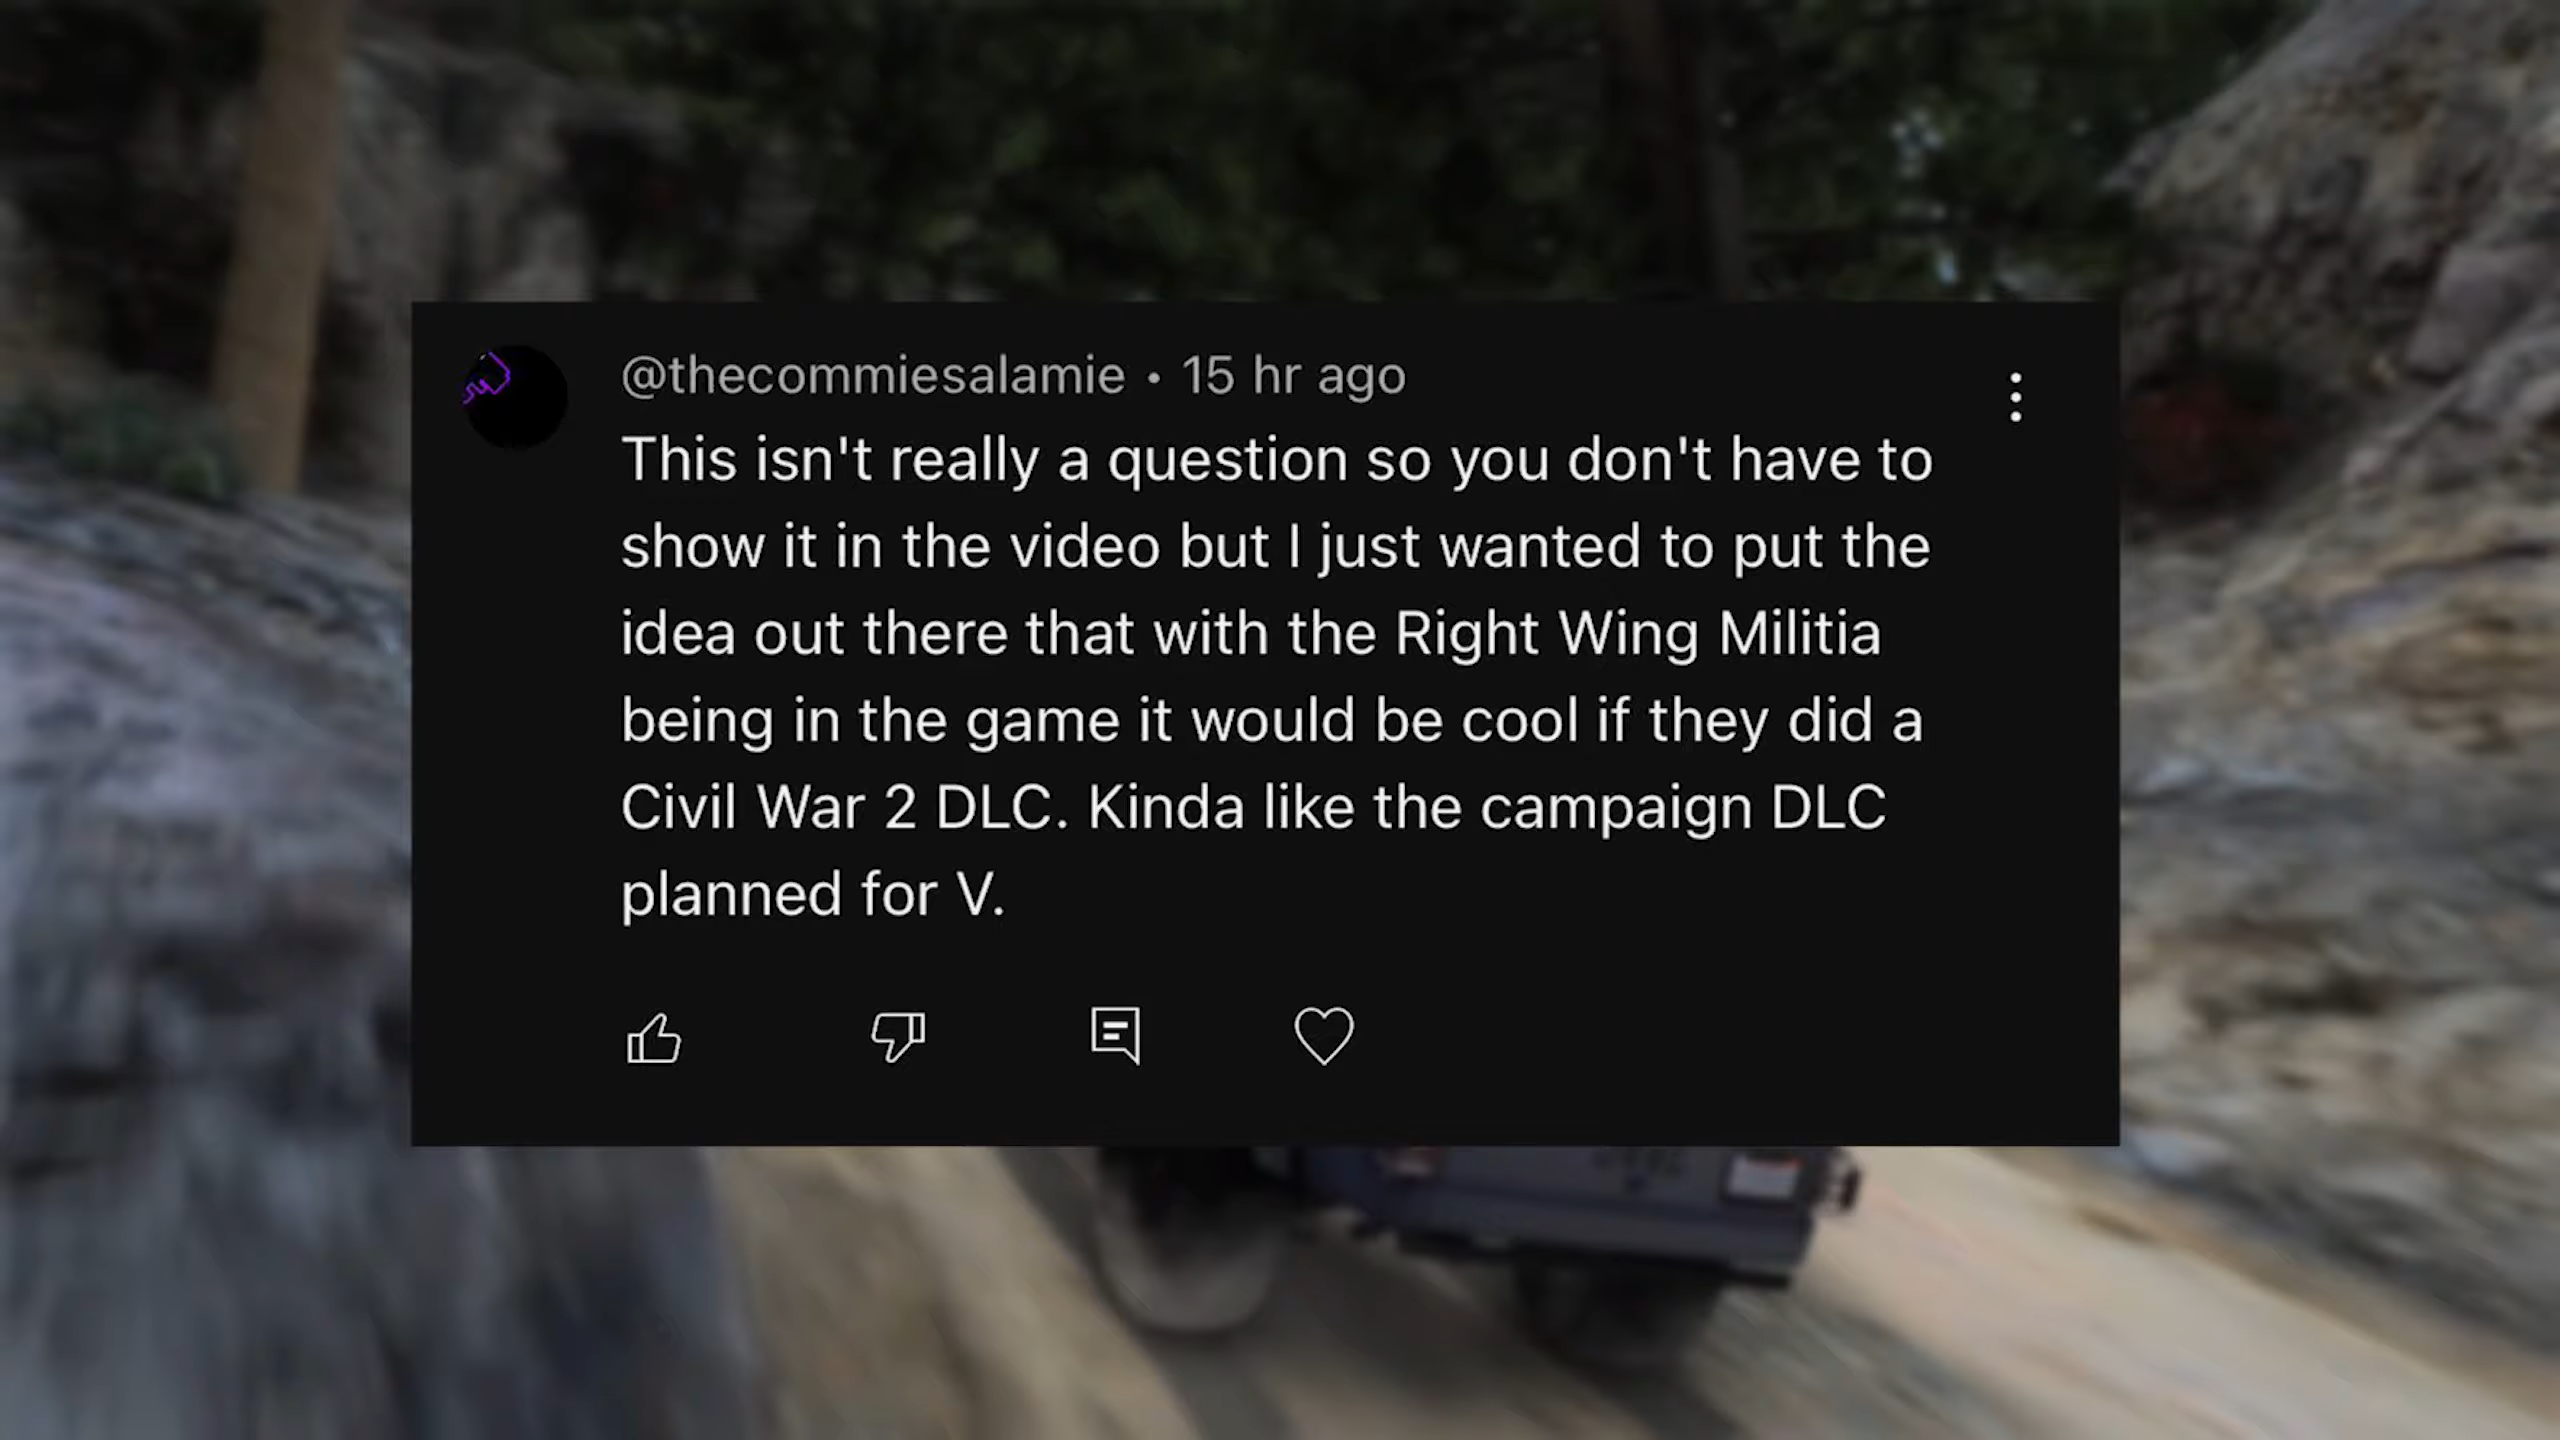 @thecommiesalamie • 15 hr ago
This isn't really a question so you don't have to
show it in the video but I just wanted to put the
idea out there that with the Right Wing Militia
being in the game it would be cool if they did a
Civil War 2 DLC. Kinda like the campaign DLC
planned for V.